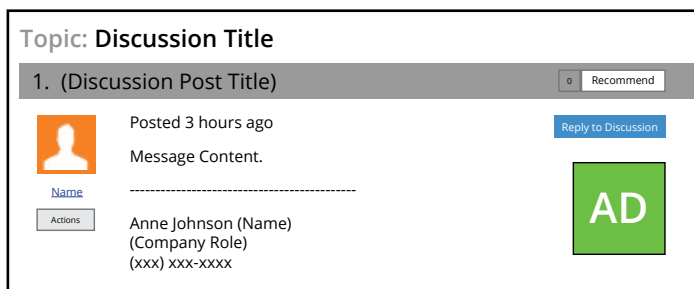 Topic: Discussion Title
1. (Discussion Post Title)
0 Recommend
Posted 3 hours ago
Reply to Discussion
Message Content.
Name
--------------------------------------------
Actions
Anne Johnson (Name)
(Company Role)
(xxx) xxx-xxxx
AD